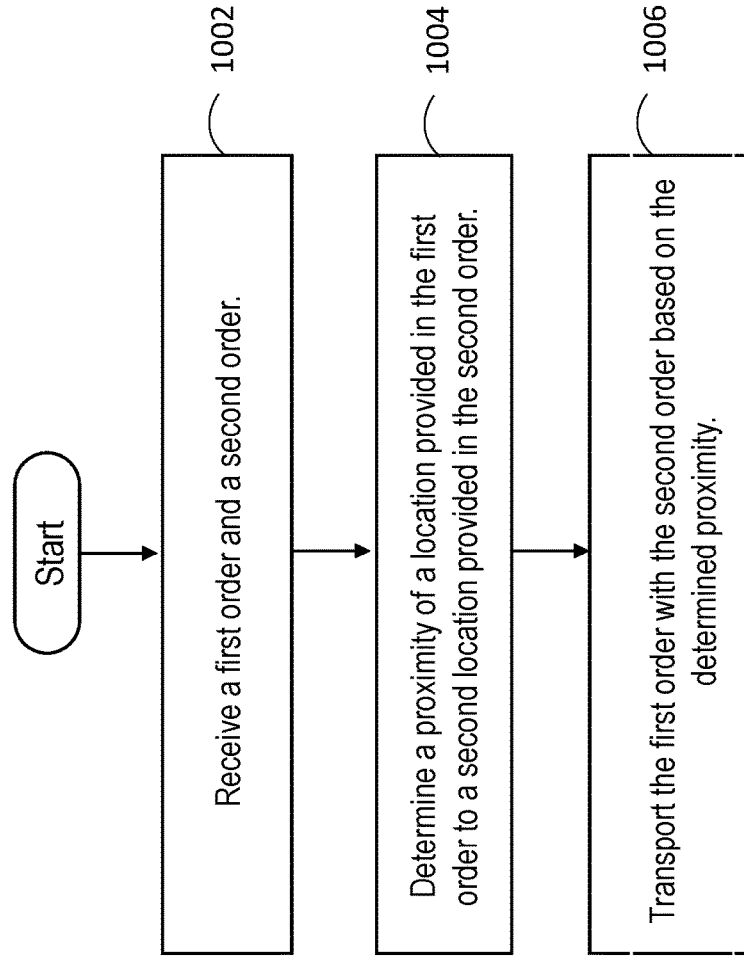 Start
Receive a first order and a second order.
1002
Determine a proximity of a location provided in the first
order to a second location provided in the second order.
1004
Transport the first order with the second order based on the
determined proximity.
1006